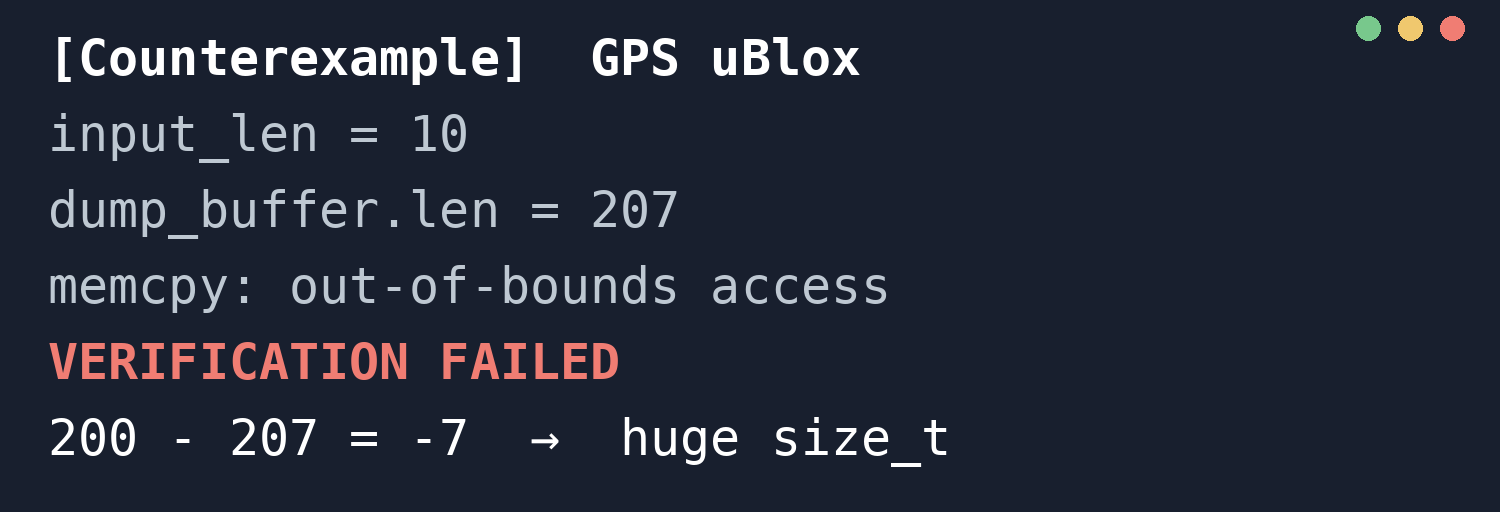 [Counterexample]  GPS uBlox
input_len = 10
dump_buffer.len = 207
memcpy: out-of-bounds access
VERIFICATION FAILED
200 - 207 = -7  →  huge size_t